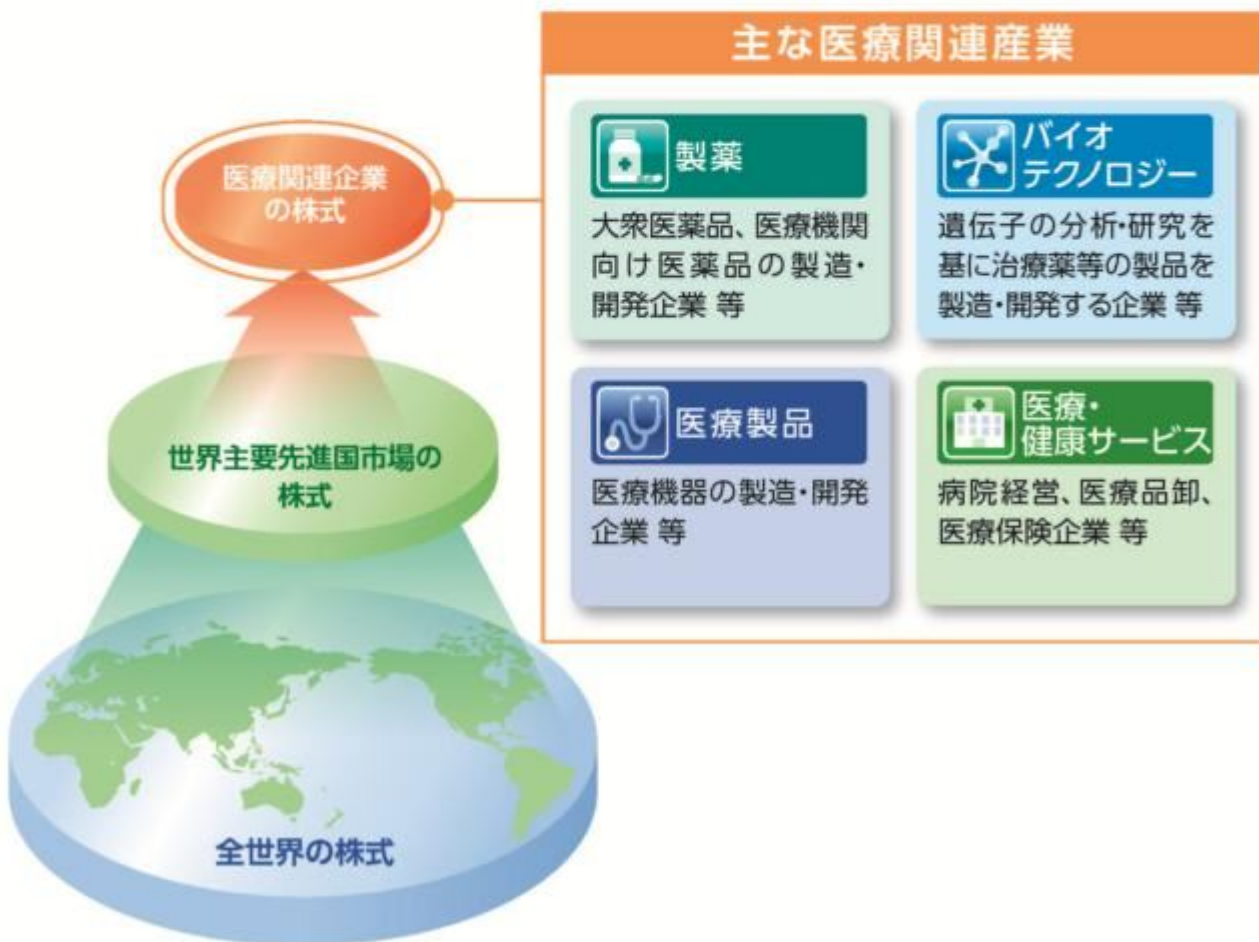 主な医療関連産業
医療関連企業
の株式
世界主要先進国市場の
株式
全世界の株式
製薬
大衆医薬品、医療機関
向け医薬品の製造・
開発企業 等
バイオ
テクノロジー
遺伝子の分析・研究を
基に治療薬等の製品を
製造・開発する企業 等
医療製品
医療機器の製造・開発
企業 等
医療・
健康サービス
病院経営、医療品卸、
医療保険企業 等